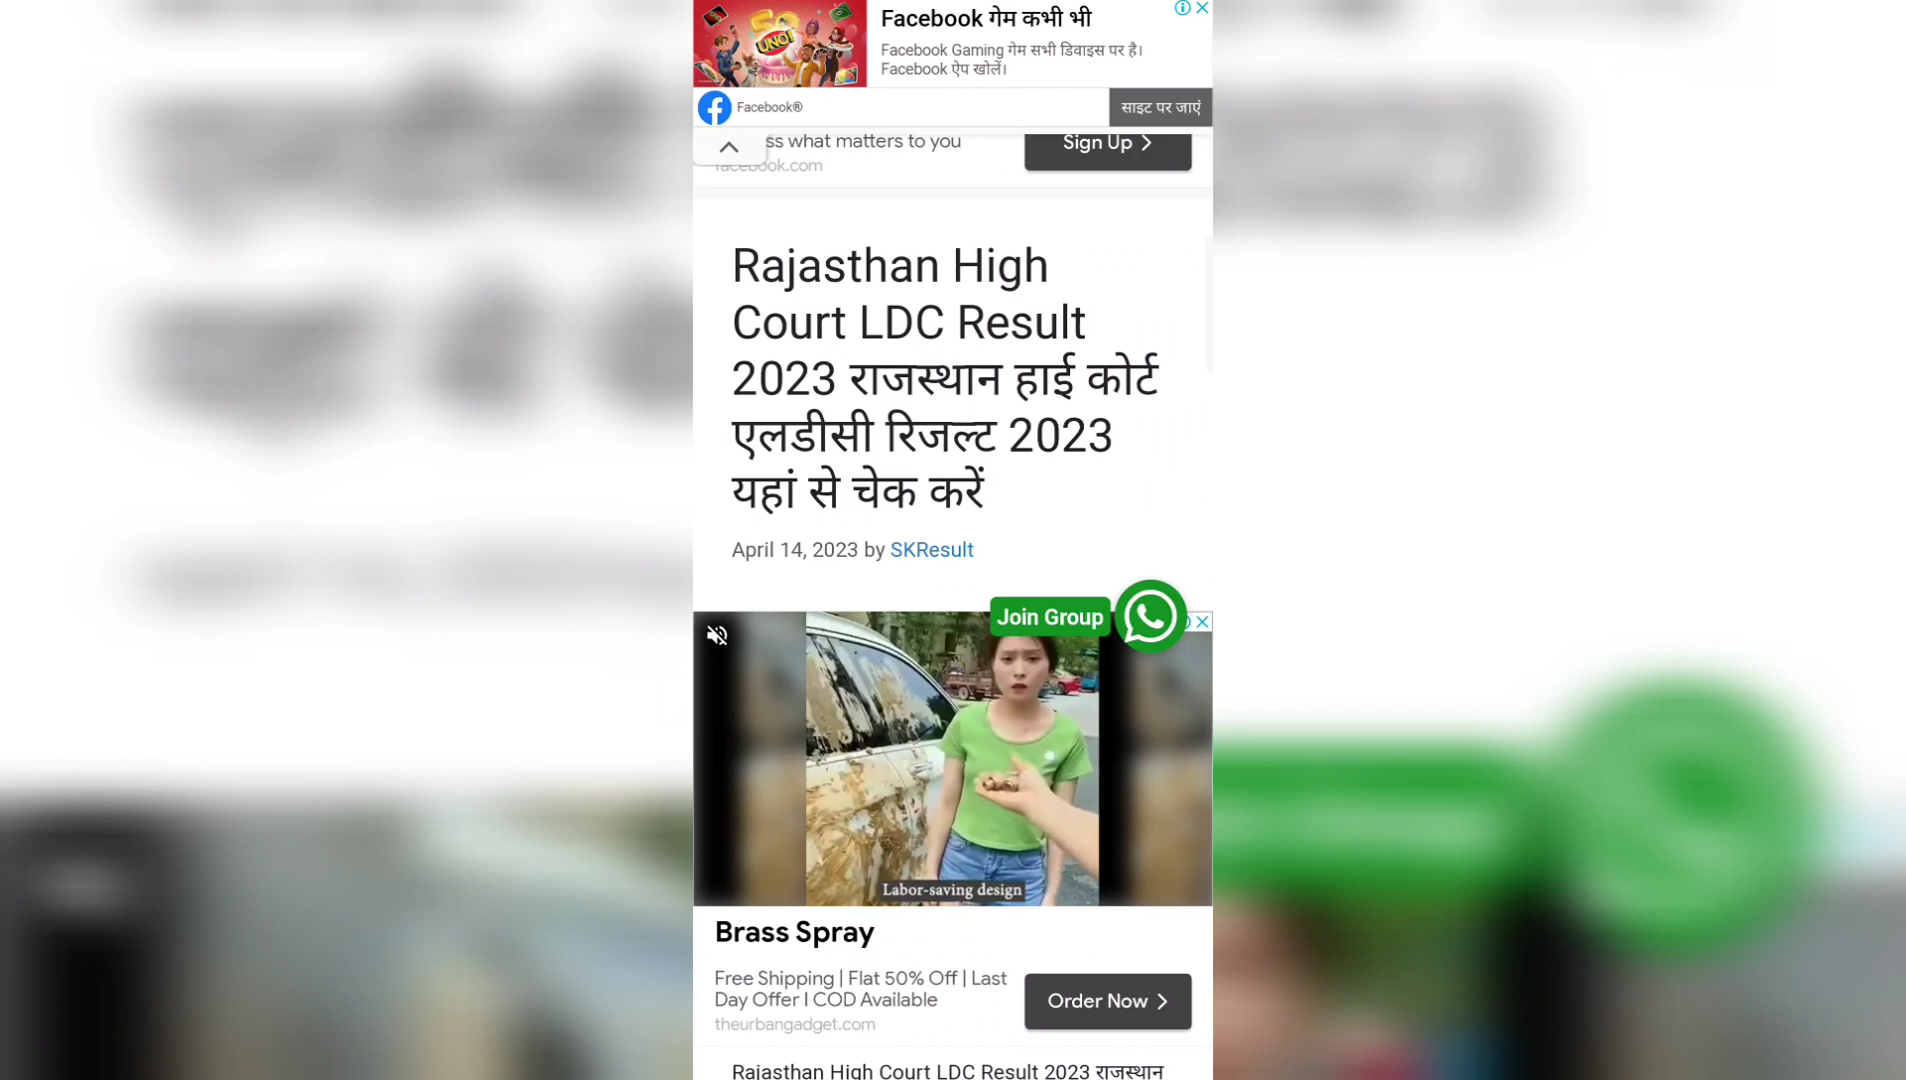 Facebook गेम कभी भी
Facebook Gaming गेम सभी डिवाइस पर है।
Facebook ऐप खोलें।
UNO!
Facebook®
साइट पर जाएं
ss what matters to you
facebook.com
Sign Up
Rajasthan High
Court LDC Result
2023 राजस्थान हाई कोर्ट
एलडीसी रिजल्ट 2023
यहां से चेक करें
April 14, 2023 by SKResult
Join Group
Labor-saving design
Brass Spray
Free Shipping | Flat 50% Off | Last
Day Offer I COD Available
theurbangadget.com
Order Now
Rajasthan High Court LDC Result 2023 राजस्थान